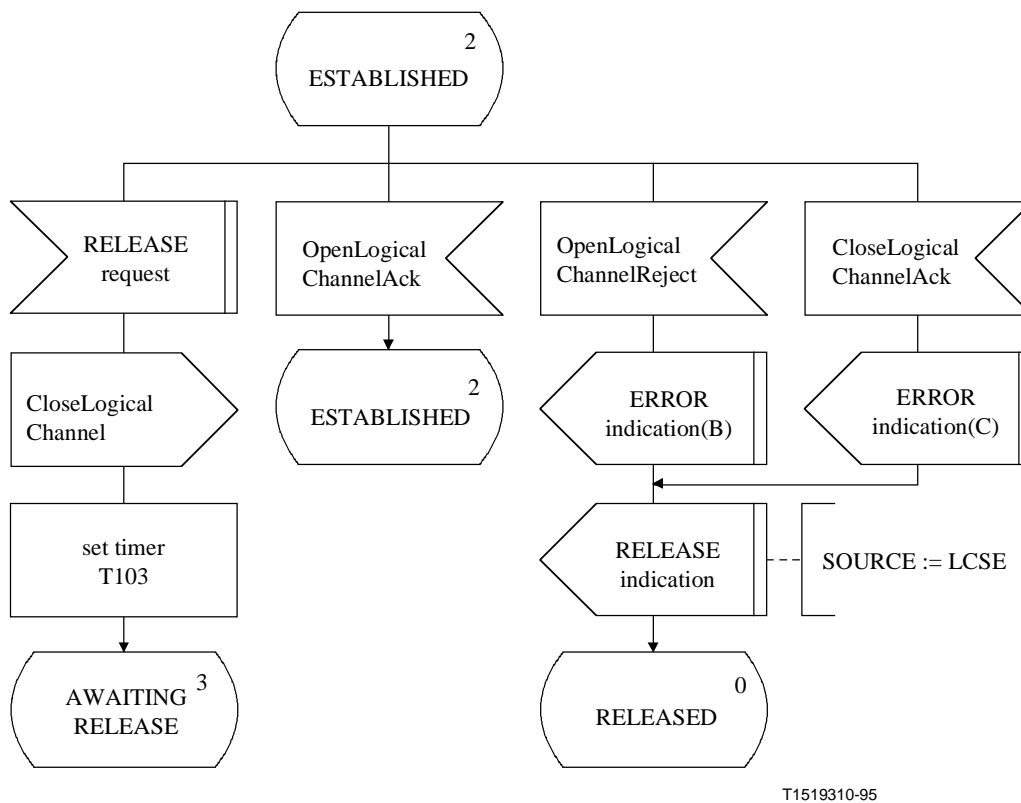 2
ESTABLISHED
RELEASE
request
OpenLogical
ChannelAck
OpenLogical
ChannelReject
CloseLogical
ChannelAck
CloseLogical
Channel
2
ESTABLISHED
ERROR
indication(B)
ERROR
indication(C)
set timer
T103
RELEASE
indication
SOURCE := LCSE
3
AWAITING
RELEASE
0
RELEASED
T1519310-95